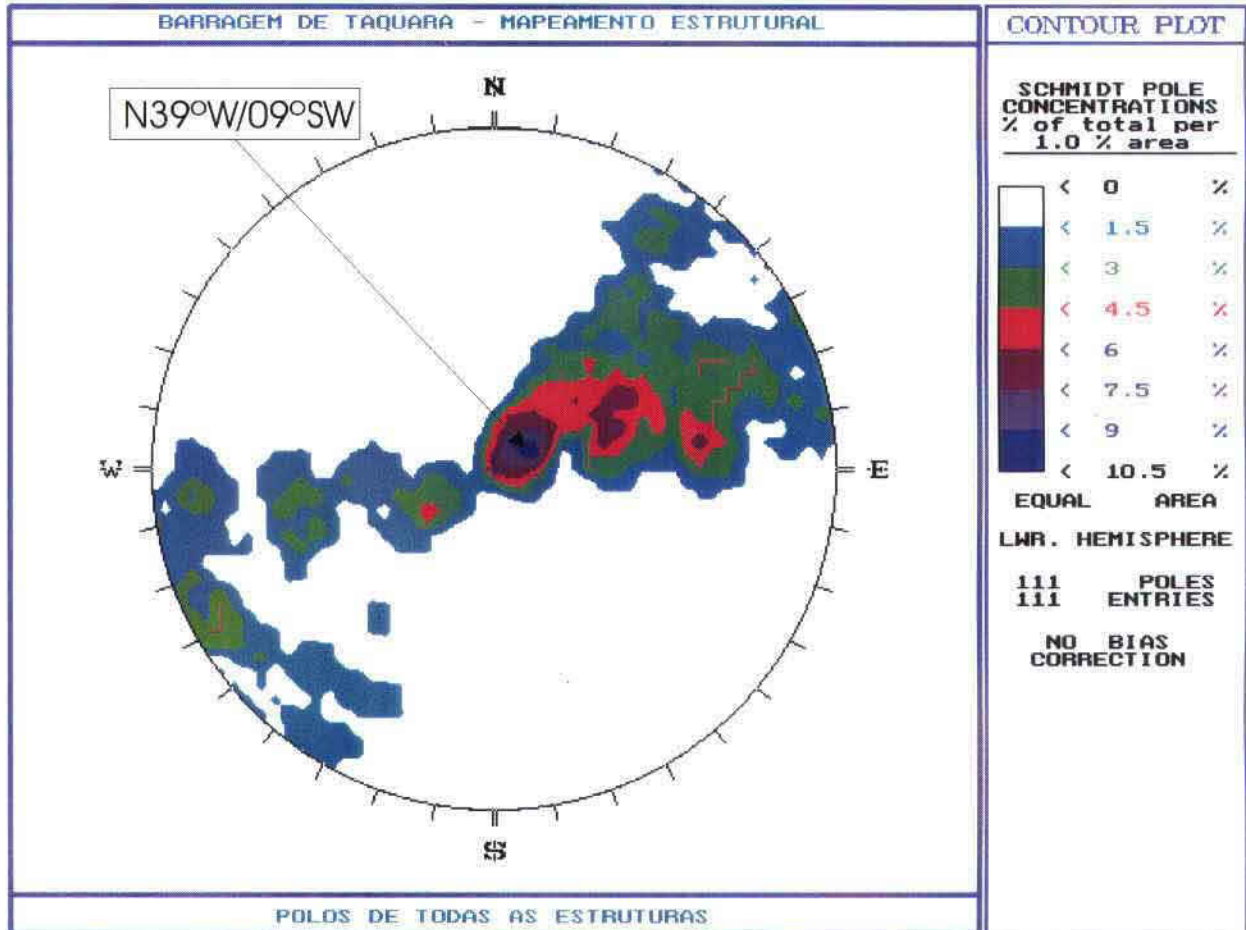 BARRAGEM DE TAQUARA - MAPEAMENTO ESTRUTURAL
N39°W/09°SW
N
W
E
S
POLOS DE TODAS AS ESTRUTURAS
CONTOUR PLOT
SCHMIDT POLE
CONCENTRATIONS
% of total per
1.0 % area
< 0 %
< 1.5 %
< 3 %
< 4.5 %
< 6 %
< 7.5 %
< 9 %
< 10.5 %
EQUAL AREA
LWR. HEMISPHERE
111 POLES
111 ENTRIES
NO BIAS
CORRECTION